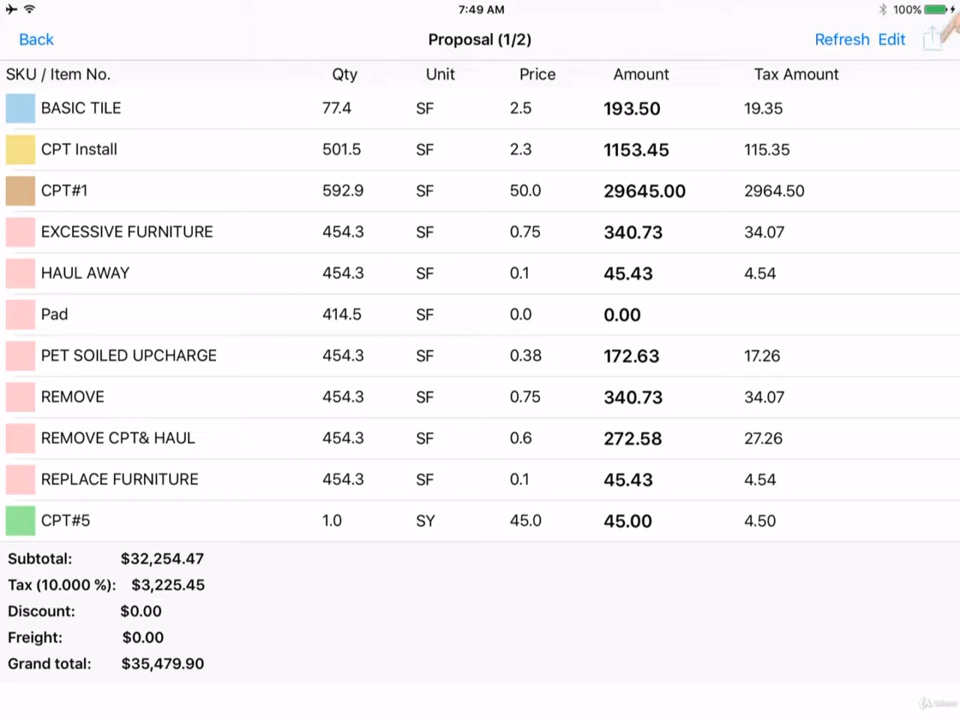 7:49 AM 100%
Back Proposal (1/2) Refresh Edit
SKU / Item No. Qty Unit Price Amount Tax Amount
BASIC TILE 77.4 SF 2.5 193.50 19.35
CPT Install 501.5 SF 2.3 1153.45 115.35
CPT#1 592.9 SF 50.0 29645.00 2964.50
EXCESSIVE FURNITURE 454.3 SF 0.75 340.73 34.07
HAUL AWAY 454.3 SF 0.1 45.43 4.54
Pad 414.5 SF 0.0 0.00
PET SOILED UPCHARGE 454.3 SF 0.38 172.63 17.26
REMOVE 454.3 SF 0.75 340.73 34.07
REMOVE CPT& HAUL 454.3 SF 0.6 272.58 27.26
REPLACE FURNITURE 454.3 SF 0.1 45.43 4.54
CPT#5 1.0 SY 45.0 45.00 4.50
Subtotal: $32,254.47
Tax (10.000 %): $3,225.45
Discount: $0.00
Freight: $0.00
Grand total: $35,479.90